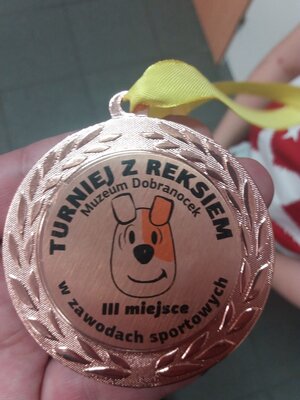 TURNIEJ Z REKSIEM
Muzeum Dobranocek
III miejsce
w zawodach sportowych